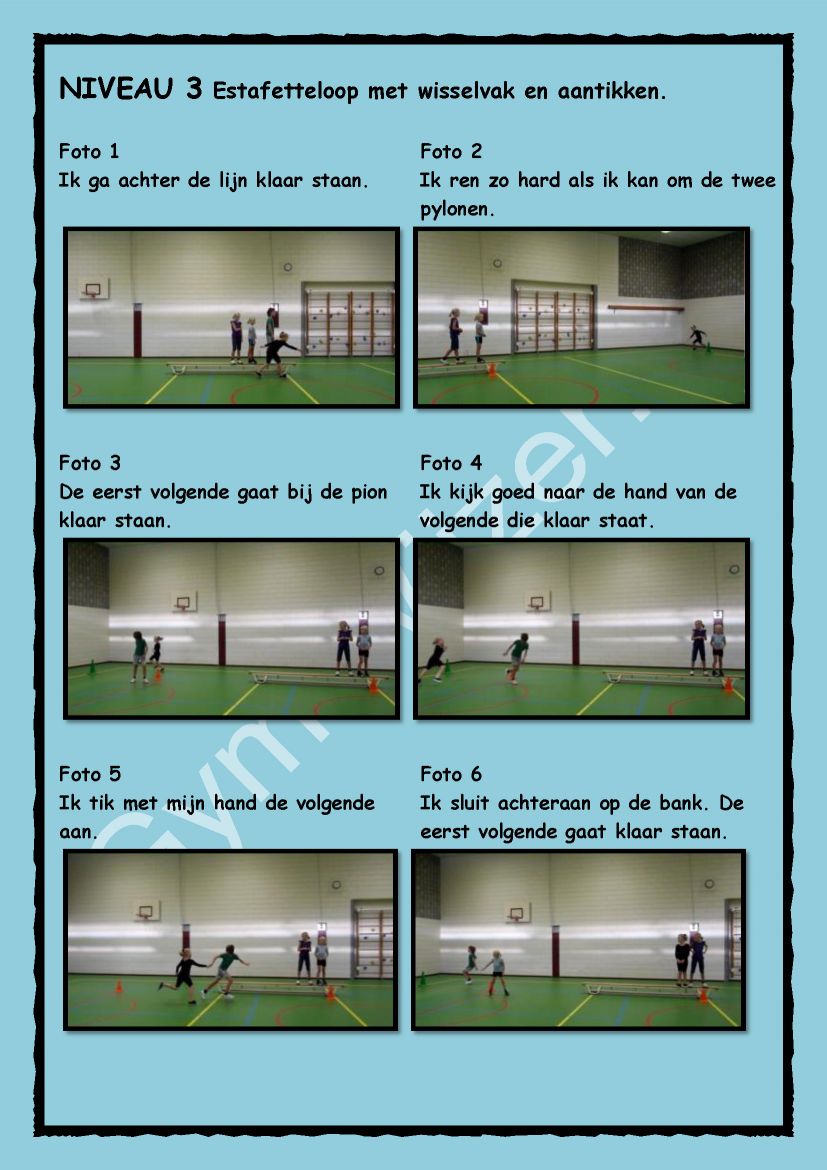 NIVEAU 3 Estafetteloop met wisselvak en aantikken.
Foto 1
Ik ga achter de lijn klaar staan.
Foto 2
Ik ren zo hard als ik kan om de twee
pylonen.
Foto 3
De eerst volgende gaat bij de pion
klaar staan.
Foto 4
Ik kijk goed naar de hand van de
volgende die klaar staat.
Foto 5
Ik tik met mijn hand de volgende
aan.
Foto 6
Ik sluit achteraan op de bank. De
eerst volgende gaat klaar staan.